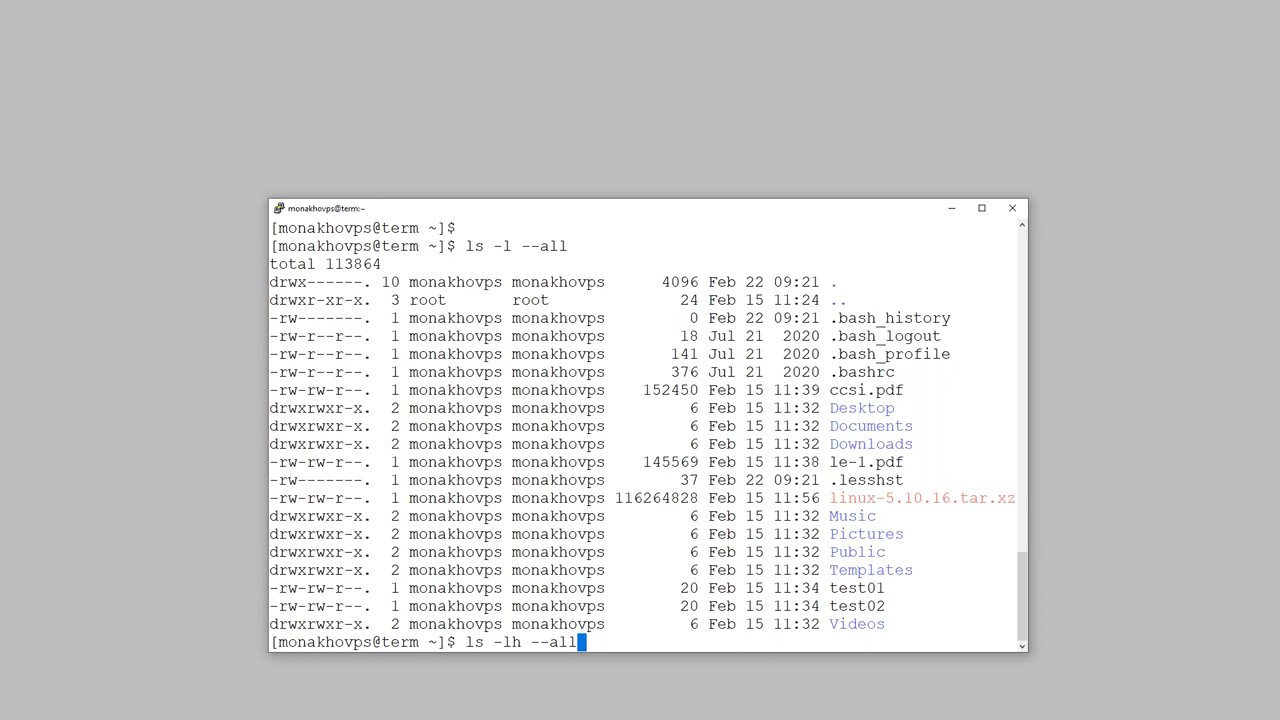 monakhovps@term:~
[monakhovps@term ~]$
[monakhovps@term ~]$ ls -l --all
total 113864
drwx------. 10 monakhovps monakhovps      4096 Feb 22 09:21 .
drwxr-xr-x.  3 root       root              24 Feb 15 11:24 ..
-rw-------.  1 monakhovps monakhovps         0 Feb 22 09:21 .bash_history
-rw-r--r--.  1 monakhovps monakhovps        18 Jul 21  2020 .bash_logout
-rw-r--r--.  1 monakhovps monakhovps       141 Jul 21  2020 .bash_profile
-rw-r--r--.  1 monakhovps monakhovps       376 Jul 21  2020 .bashrc
-rw-rw-r--.  1 monakhovps monakhovps    152450 Feb 15 11:39 ccsi.pdf
drwxrwxr-x.  2 monakhovps monakhovps         6 Feb 15 11:32 Desktop
drwxrwxr-x.  2 monakhovps monakhovps         6 Feb 15 11:32 Documents
drwxrwxr-x.  2 monakhovps monakhovps         6 Feb 15 11:32 Downloads
-rw-rw-r--.  1 monakhovps monakhovps    145569 Feb 15 11:38 le-1.pdf
-rw-------.  1 monakhovps monakhovps        37 Feb 22 09:21 .lesshst
-rw-rw-r--.  1 monakhovps monakhovps 116264828 Feb 15 11:56 linux-5.10.16.tar.xz
drwxrwxr-x.  2 monakhovps monakhovps         6 Feb 15 11:32 Music
drwxrwxr-x.  2 monakhovps monakhovps         6 Feb 15 11:32 Pictures
drwxrwxr-x.  2 monakhovps monakhovps         6 Feb 15 11:32 Public
drwxrwxr-x.  2 monakhovps monakhovps         6 Feb 15 11:32 Templates
-rw-rw-r--.  1 monakhovps monakhovps        20 Feb 15 11:34 test01
-rw-rw-r--.  1 monakhovps monakhovps        20 Feb 15 11:34 test02
drwxrwxr-x.  2 monakhovps monakhovps         6 Feb 15 11:32 Videos
[monakhovps@term ~]$ ls -lh --all